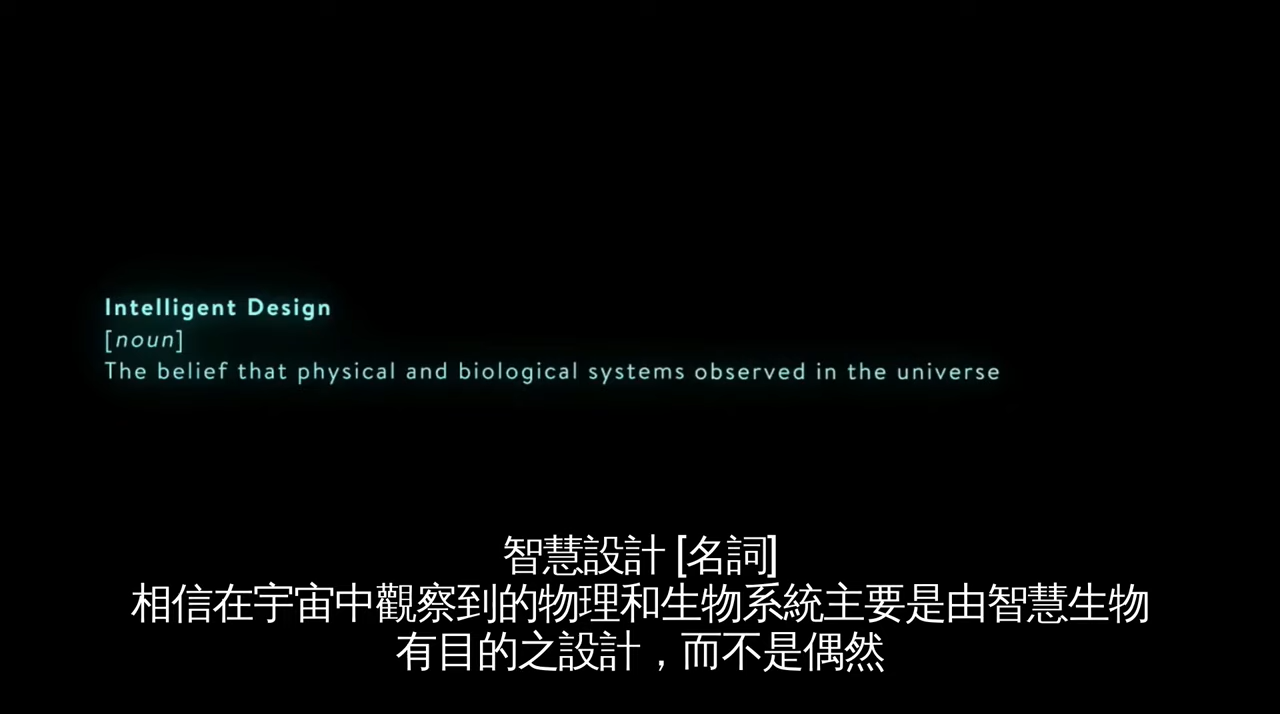 Intelligent Design
[noun]
The belief that physical and biological systems observed in the universe
智慧設計 [名詞]
相信在宇宙中觀察到的物理和生物系統主要是由智慧生物
有目的之設計，而不是偶然